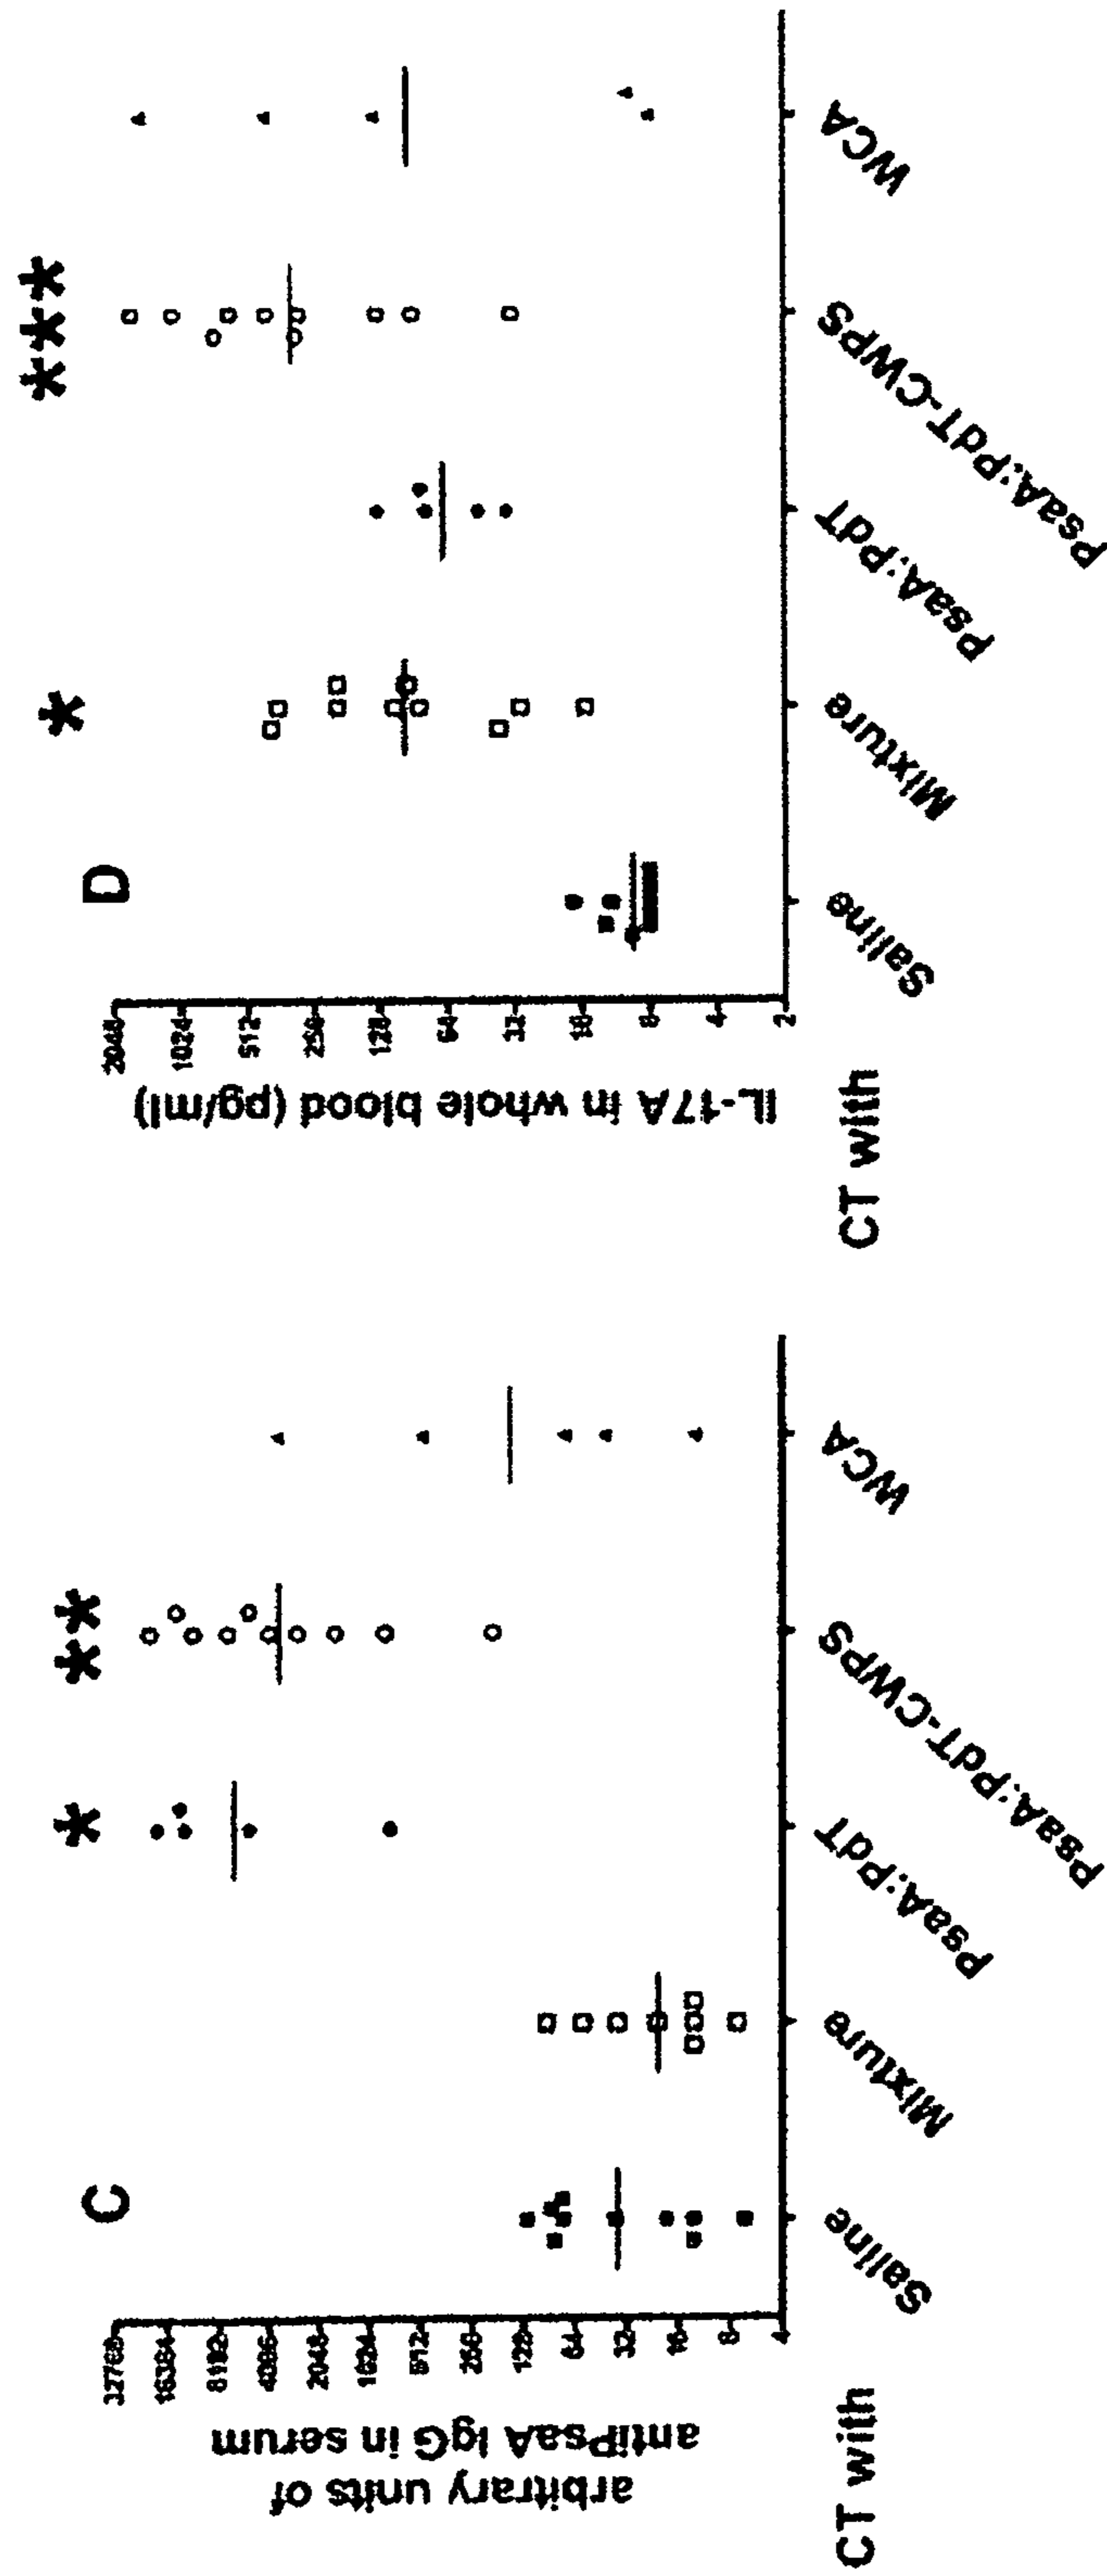 C
* **
arbitrary units of
antiPsaA IgG in serum
32768
16384
8192
4096
2048
1024
512
256
128
64
32
16
8
4
CT with
Saline
Mixture
PsaA:PdT
PsaA:PdT-CWPS
WCA
D
* ***
IL-17A in whole blood (pg/ml)
2048
1024
512
256
128
64
32
16
8
4
2
CT with
Saline
Mixture
PsaA:PdT
PsaA:PdT-CWPS
WCA